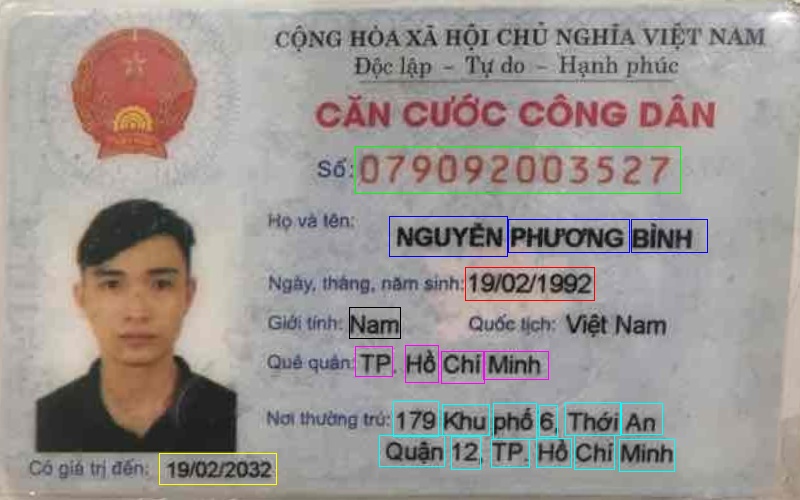 CỘNG HÒA XÃ HỘI CHỦ NGHĨA VIỆT NAM
Độc lập - Tự do - Hạnh phúc
CĂN CƯỚC CÔNG DÂN
Số: 079092003527
Họ và tên: NGUYỄN PHƯƠNG BÌNH
Ngày, tháng, năm sinh: 19/02/1992
Giới tính: Nam Quốc tịch: Việt Nam
Quê quán: TP. Hồ Chí Minh
Nơi thường trú: 179 Khu phố 6, Thới An
Quận 12, TP. Hồ Chí Minh
Có giá trị đến: 19/02/2032